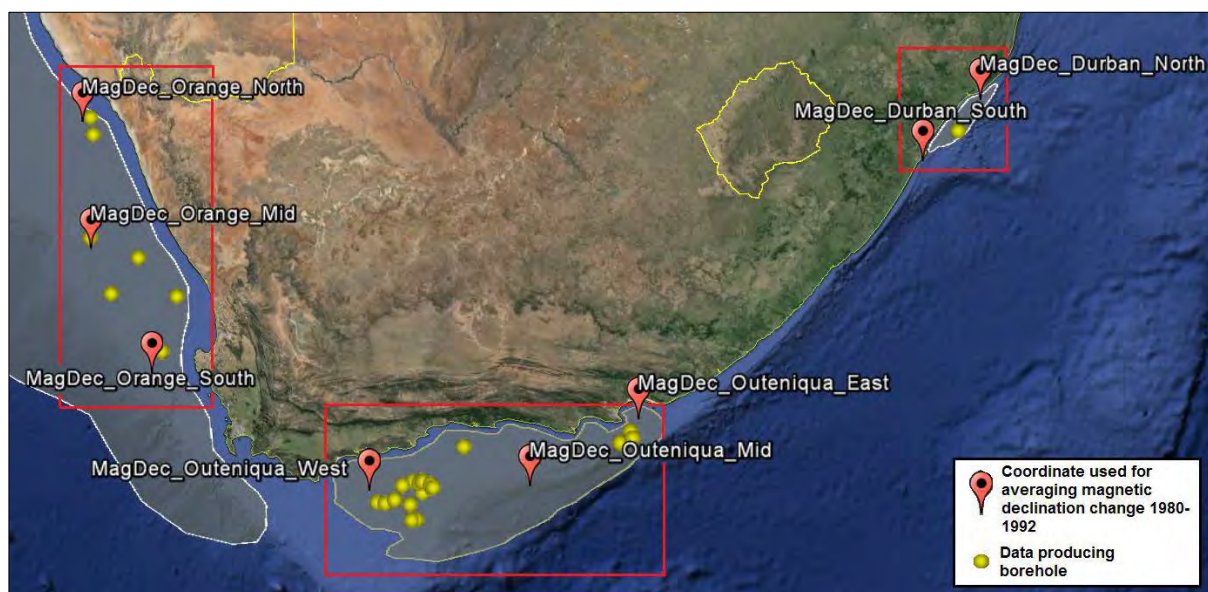 MagDec_Orange_North
MagDec_Durban_North
MagDec_Durban_South
MagDec_Orange_Mid
MagDec_Orange_South
MagDec_Outeniqua_East
MagDec_Outeniqua_West
MagDec_Outeniqua_Mid
Coordinate used for
averaging magnetic
declination change 1980-
1992
Data producing
borehole